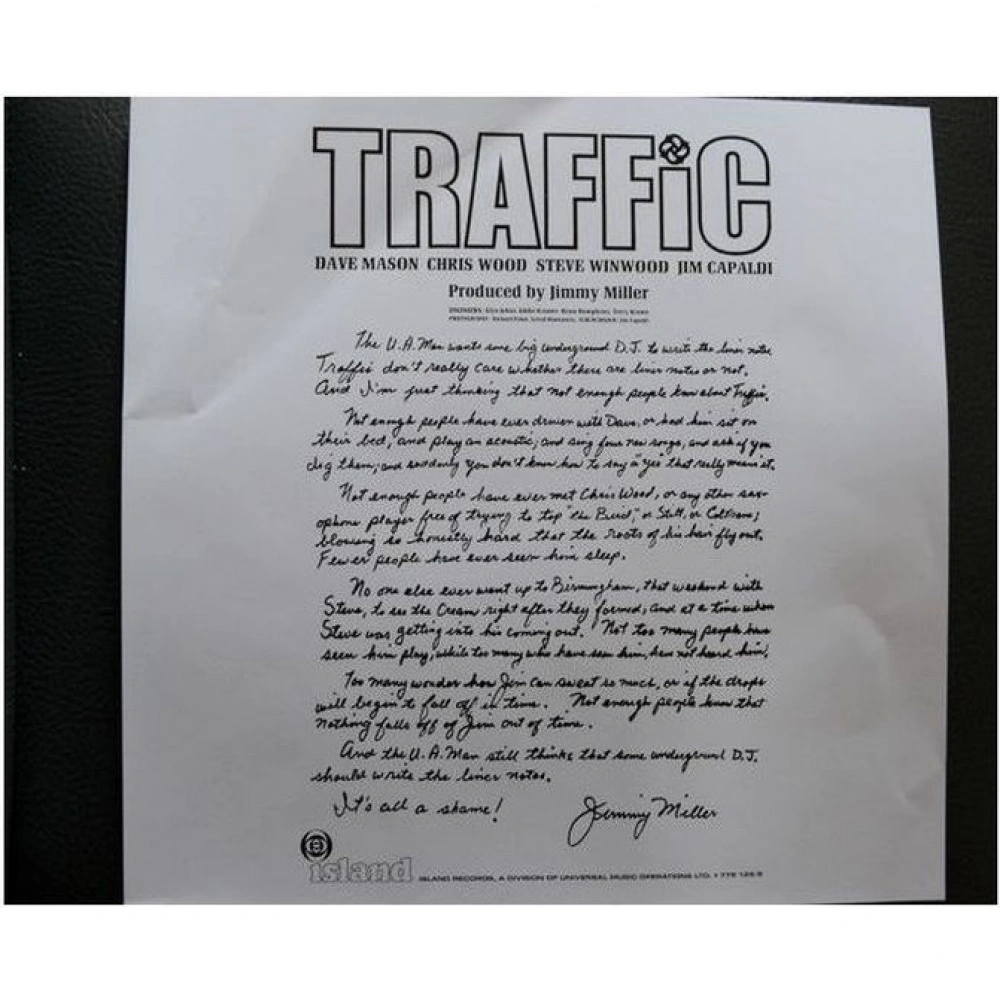 TRAFFiC
DAVE MASON CHRIS WOOD STEVE WINWOOD JIM CAPALDI
Produced by Jimmy Miller
The U.A. Man wants some big underground D.J. to write the liner notes
Traffic don't really care whether there are liner notes or not.
And I'm just thinking that not enough people know about Traffic.
Not enough people have ever driven with Dave, or had him sit on
their bed, and play an acoustic, and sing four new songs, and ask if you
dig them, and suddenly you don't know how to say a "yes" that really means it.
Not enough people have ever met Chris Wood, or any other sax-
ophone player free of trying to top "the Bird", or Stitt, or Coltrane;
blowing so honestly hard that the roots of his hair fly out.
Fewer people have ever seen him sleep.
No one else ever went up to Birmingham, that weekend with
Steve, to see the Cream right after they formed, and at a time when
Steve was getting into his coming out. Not too many people have
seen him play, while too many who have seen him, have not heard him.
Too many wonder how Jim can sweat so much, or if the drops
will begin to fall off in time. Not enough people know that
nothing falls off of Jim out of time.
And the U.A. Man still thinks that some underground D.J.
should write the liner notes.
It's all a shame!
Jimmy Miller
island
ISLAND RECORDS, A DIVISION OF UNIVERSAL MUSIC OPERATIONS LTD.